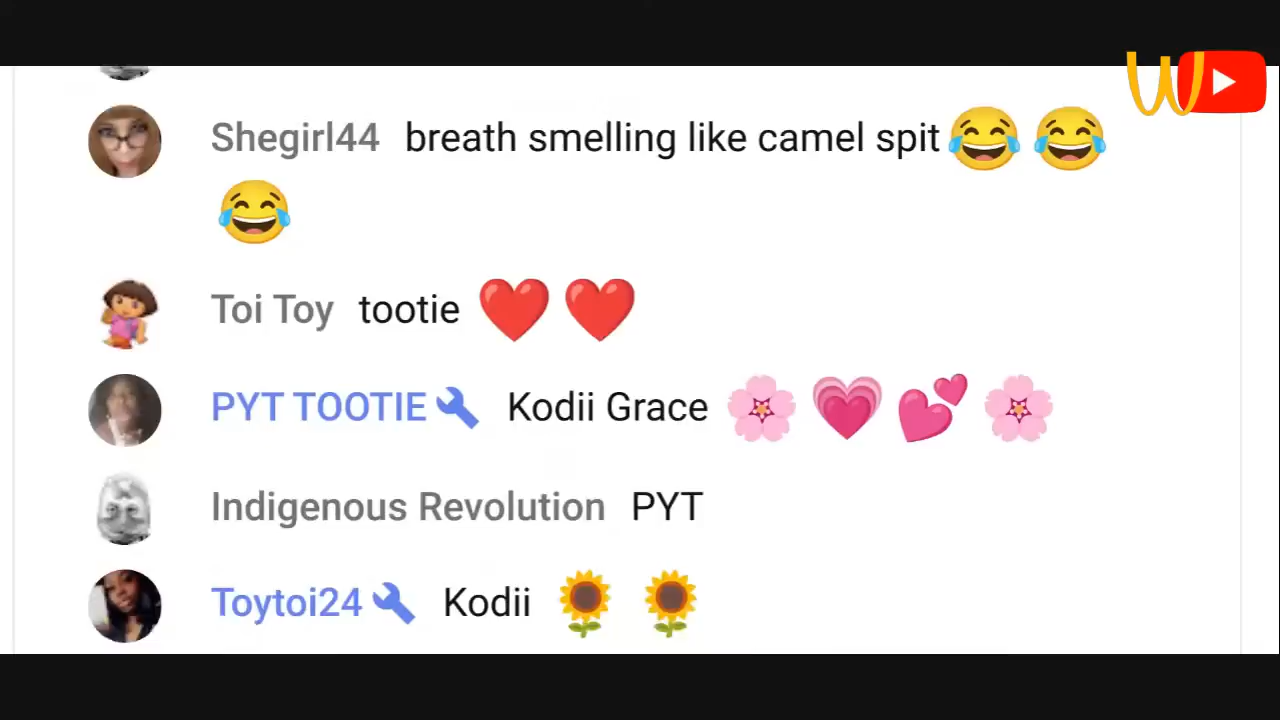 Shegirl44 breath smelling like camel spit😂😂
😂
Toi Toy tootie ❤️❤️
PYT TOOTIE Kodii Grace 🌸💗💕🌸
Indigenous Revolution PYT
Toytoi24 Kodii 🌻🌻